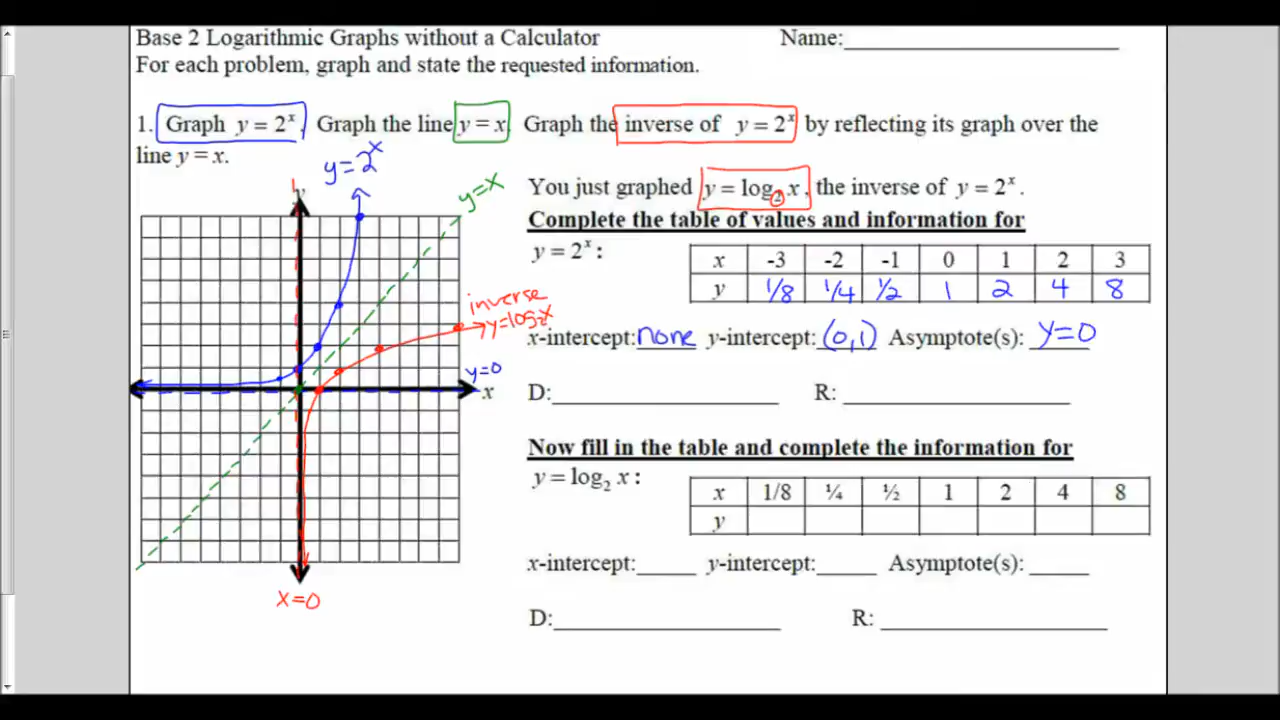 Base 2 Logarithmic Graphs without a Calculator Name:
For each problem, graph and state the requested information.
1. Graph y = 2^x. Graph the line y = x. Graph the inverse of y = 2^x by reflecting its graph over the
line y = x.
y=2^x
y=x
y
inverse
y=log₂x
y=0
x
x=0
You just graphed y = log₂ x, the inverse of y = 2^x.
Complete the table of values and information for
y = 2^x:
x -3 -2 -1 0 1 2 3
y 1/8 1/4 1/2 1 2 4 8
x-intercept: none y-intercept: (0,1) Asymptote(s): y=0
D: R:
Now fill in the table and complete the information for
y = log₂ x:
x 1/8 ¼ ½ 1 2 4 8
y
x-intercept: y-intercept: Asymptote(s):
D: R: